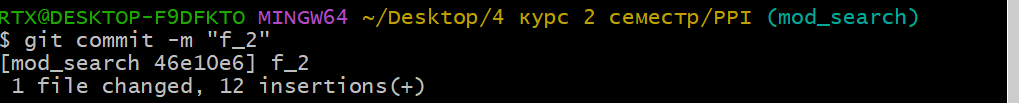 RTX@DESKTOP-F9DFKTO MINGW64 ~/Desktop/4 курс 2 семестр/PPI (mod_search)
$ git commit -m "f_2"
[mod_search 46e10e6] f_2
 1 file changed, 12 insertions(+)